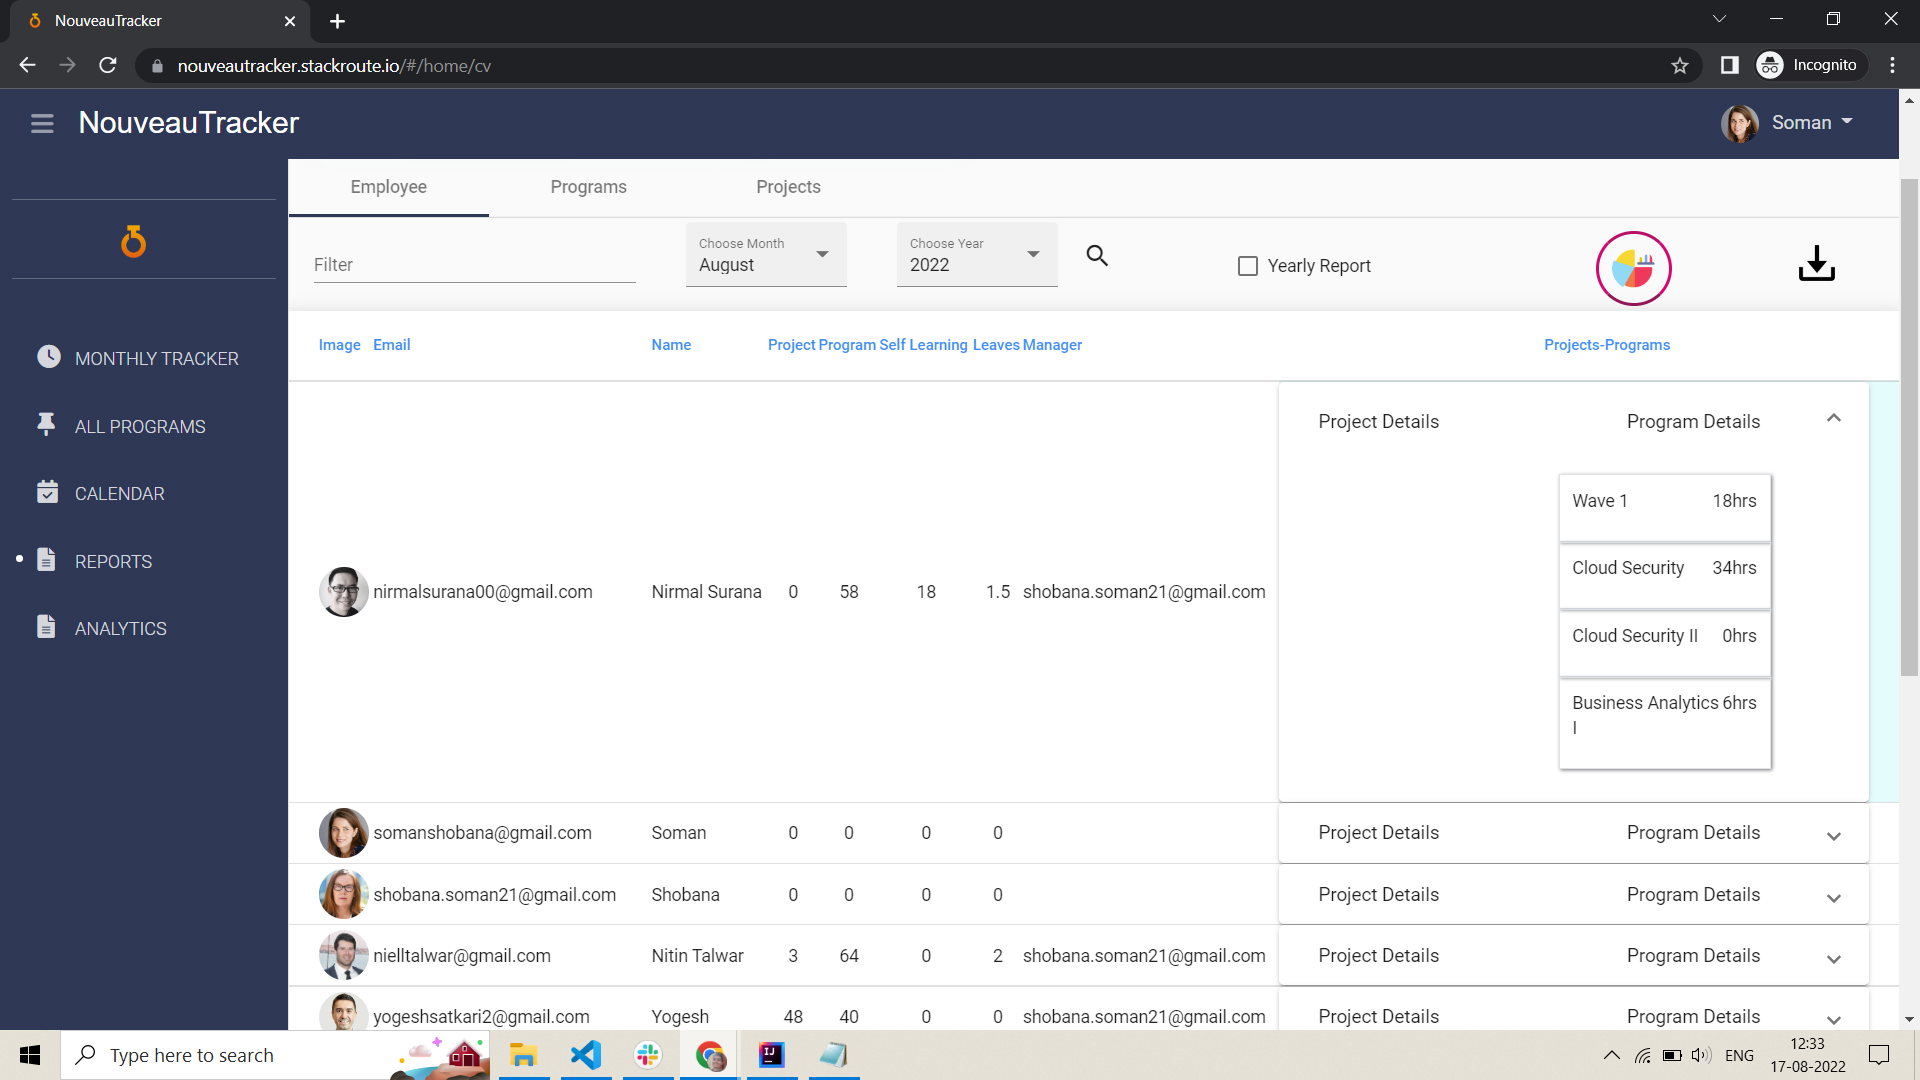 NouveauTracker
nouveautracker.stackroute.io/#/home/cv
Incognito
NouveauTracker
Soman
Employee Programs Projects
Filter
Choose Month
August
Choose Year
2022
Yearly Report
MONTHLY TRACKER
ALL PROGRAMS
CALENDAR
REPORTS
ANALYTICS
Image Email Name Project Program Self Learning Leaves Manager Projects-Programs
Project Details Program Details
Wave 1 18hrs
Cloud Security 34hrs
nirmalsurana00@gmail.com Nirmal Surana 0 58 18 1.5 shobana.soman21@gmail.com
Cloud Security II 0hrs
Business Analytics 6hrs
I
somanshobana@gmail.com Soman 0 0 0 0 Project Details Program Details
shobana.soman21@gmail.com Shobana 0 0 0 0 Project Details Program Details
nielltalwar@gmail.com Nitin Talwar 3 64 0 2 shobana.soman21@gmail.com Project Details Program Details
yogeshsatkari2@gmail.com Yogesh 48 40 0 0 shobana.soman21@gmail.com Project Details Program Details
Type here to search
IJ
ENG
12:33
17-08-2022